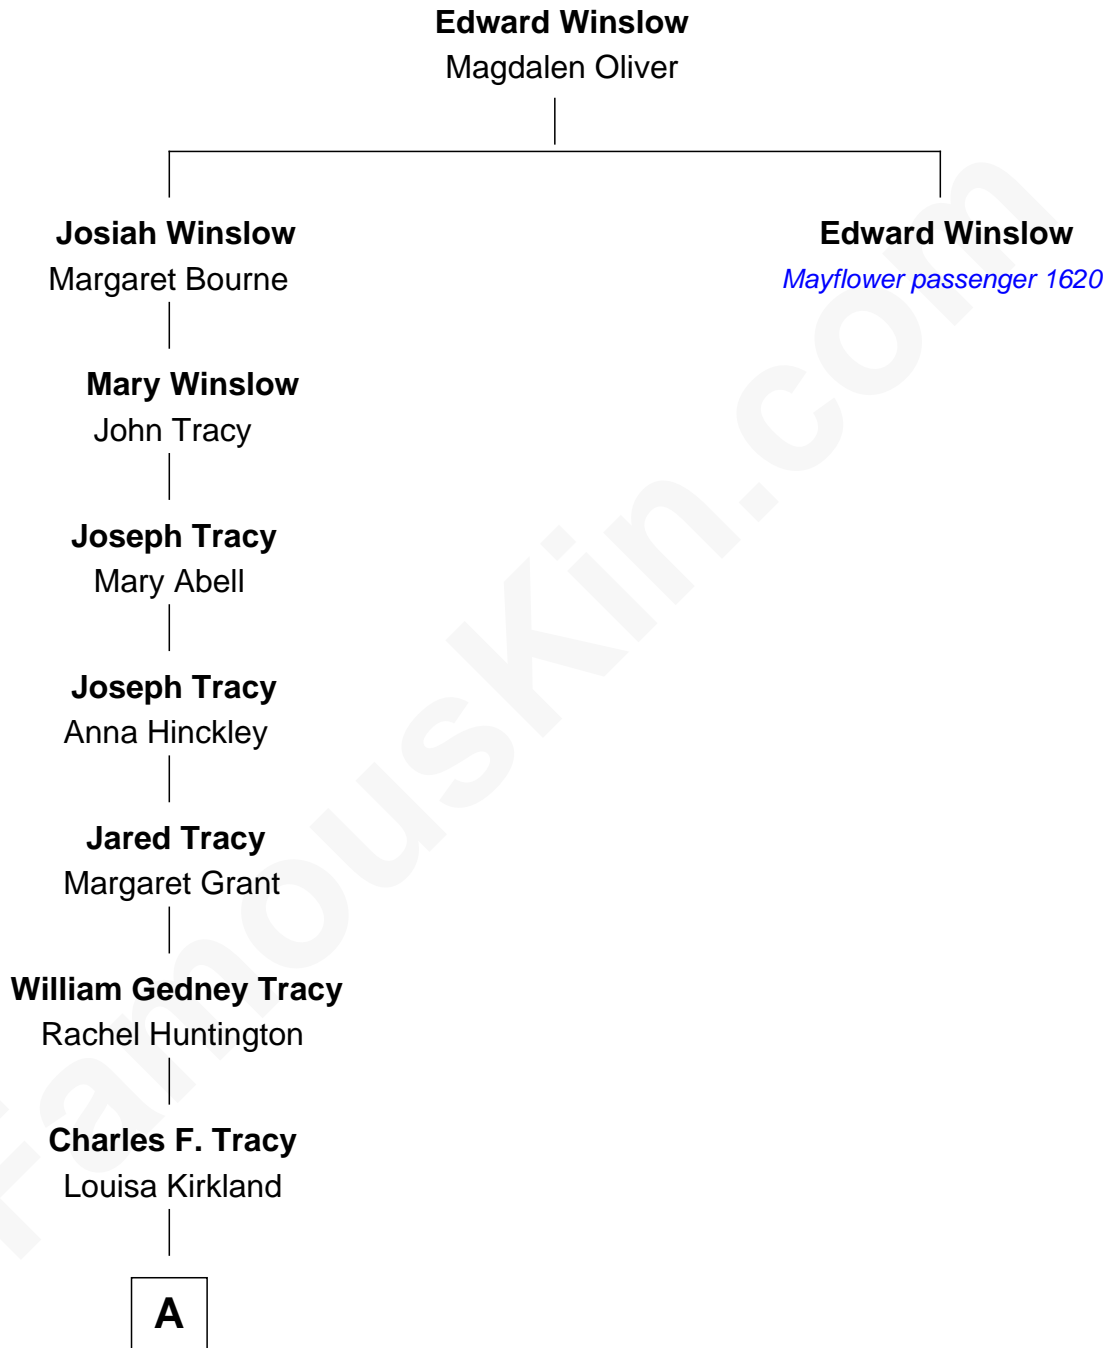 Edward Winslow
Magdalen Oliver
Josiah Winslow
Margaret Bourne
Edward Winslow
Mayflower passenger 1620
Mary Winslow
John Tracy
Joseph Tracy
Mary Abell
Joseph Tracy
Anna Hinckley
Jared Tracy
Margaret Grant
William Gedney Tracy
Rachel Huntington
Charles F. Tracy
Louisa Kirkland
A
FamousKin.com